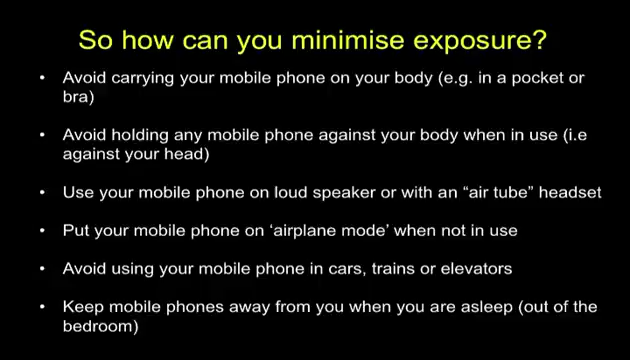 So how can you minimise exposure?
• Avoid carrying your mobile phone on your body (e.g. in a pocket or
bra)
• Avoid holding any mobile phone against your body when in use (i.e
against your head)
• Use your mobile phone on loud speaker or with an “air tube” headset
• Put your mobile phone on ‘airplane mode’ when not in use
• Avoid using your mobile phone in cars, trains or elevators
• Keep mobile phones away from you when you are asleep (out of the
bedroom)